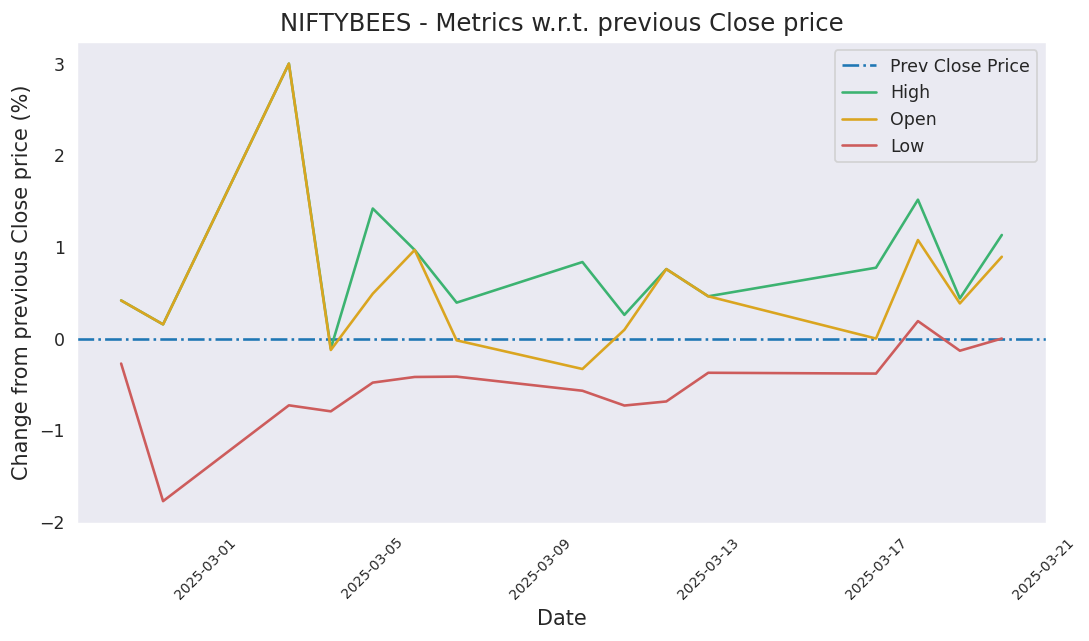 NIFTYBEES - Metrics w.r.t. previous Close price
Change from previous Close price (%)
3
2
1
0
−1
−2
Prev Close Price
High
Open
Low
2025-03-01
2025-03-05
2025-03-09
2025-03-13
2025-03-17
2025-03-21
Date